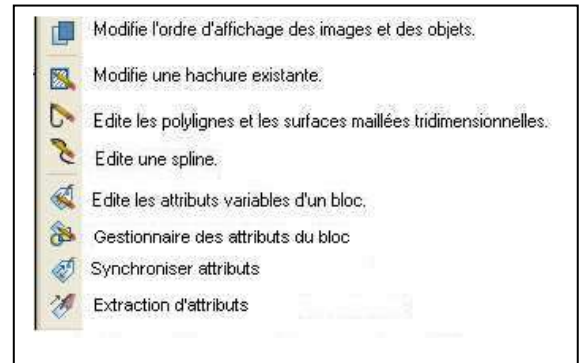 Modifie l'ordre d'affichage des images et des objets.
Modifie une hachure existante.
Edite les polylignes et les surfaces maillées tridimensionnelles.
Edite une spline.
Edite les attributs variables d'un bloc.
Gestionnaire des attributs du bloc
Synchroniser attributs
Extraction d'attributs